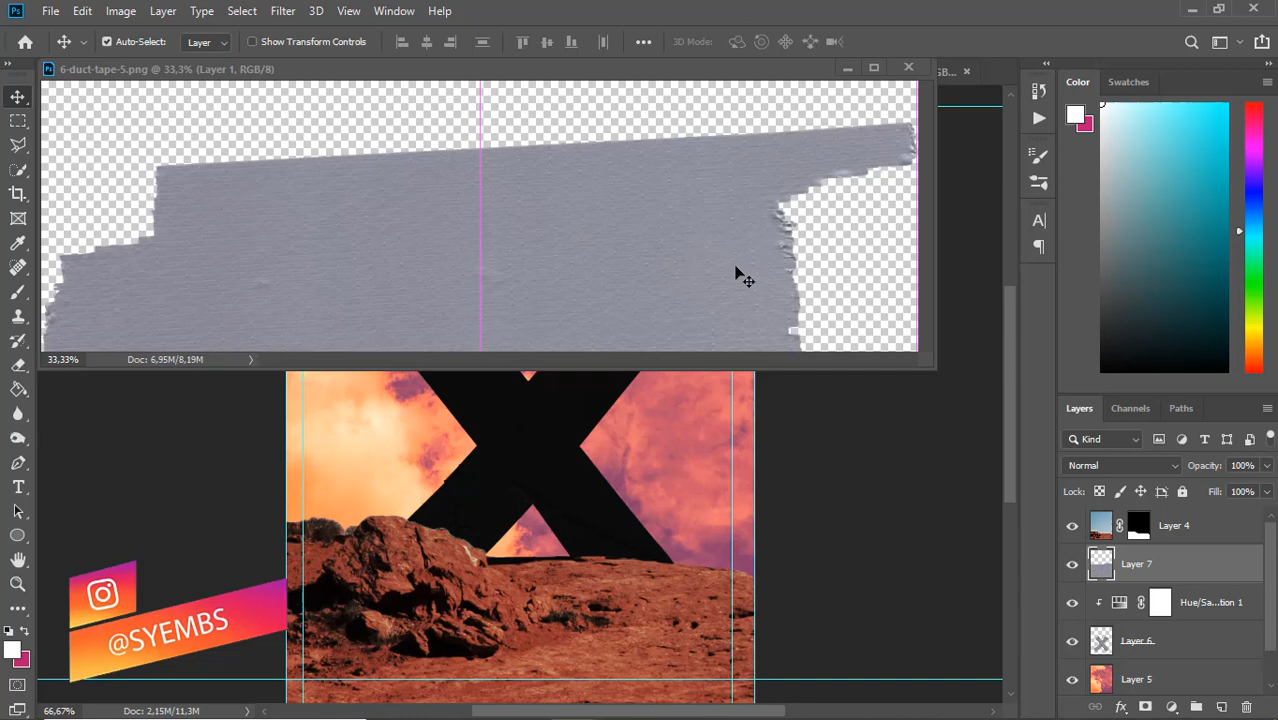 Ps File Edit Image Layer Type Select Filter 3D View Window Help
Auto-Select: Layer Show Transform Controls 3D Mode:
Ps 6-duct-tape-5.png @ 33,3% (Layer 1, RGB/8)
GB...
33,33% Doc: 6,95M/8,19M
@SYEMBS
66,67% Doc: 2,15M/11,3M
Color Swatches
Layers Channels Paths
Kind
Normal Opacity: 100%
Lock: Fill: 100%
Layer 4
Layer 7
Hue/Sa...tion 1
Layer 6
Layer 5